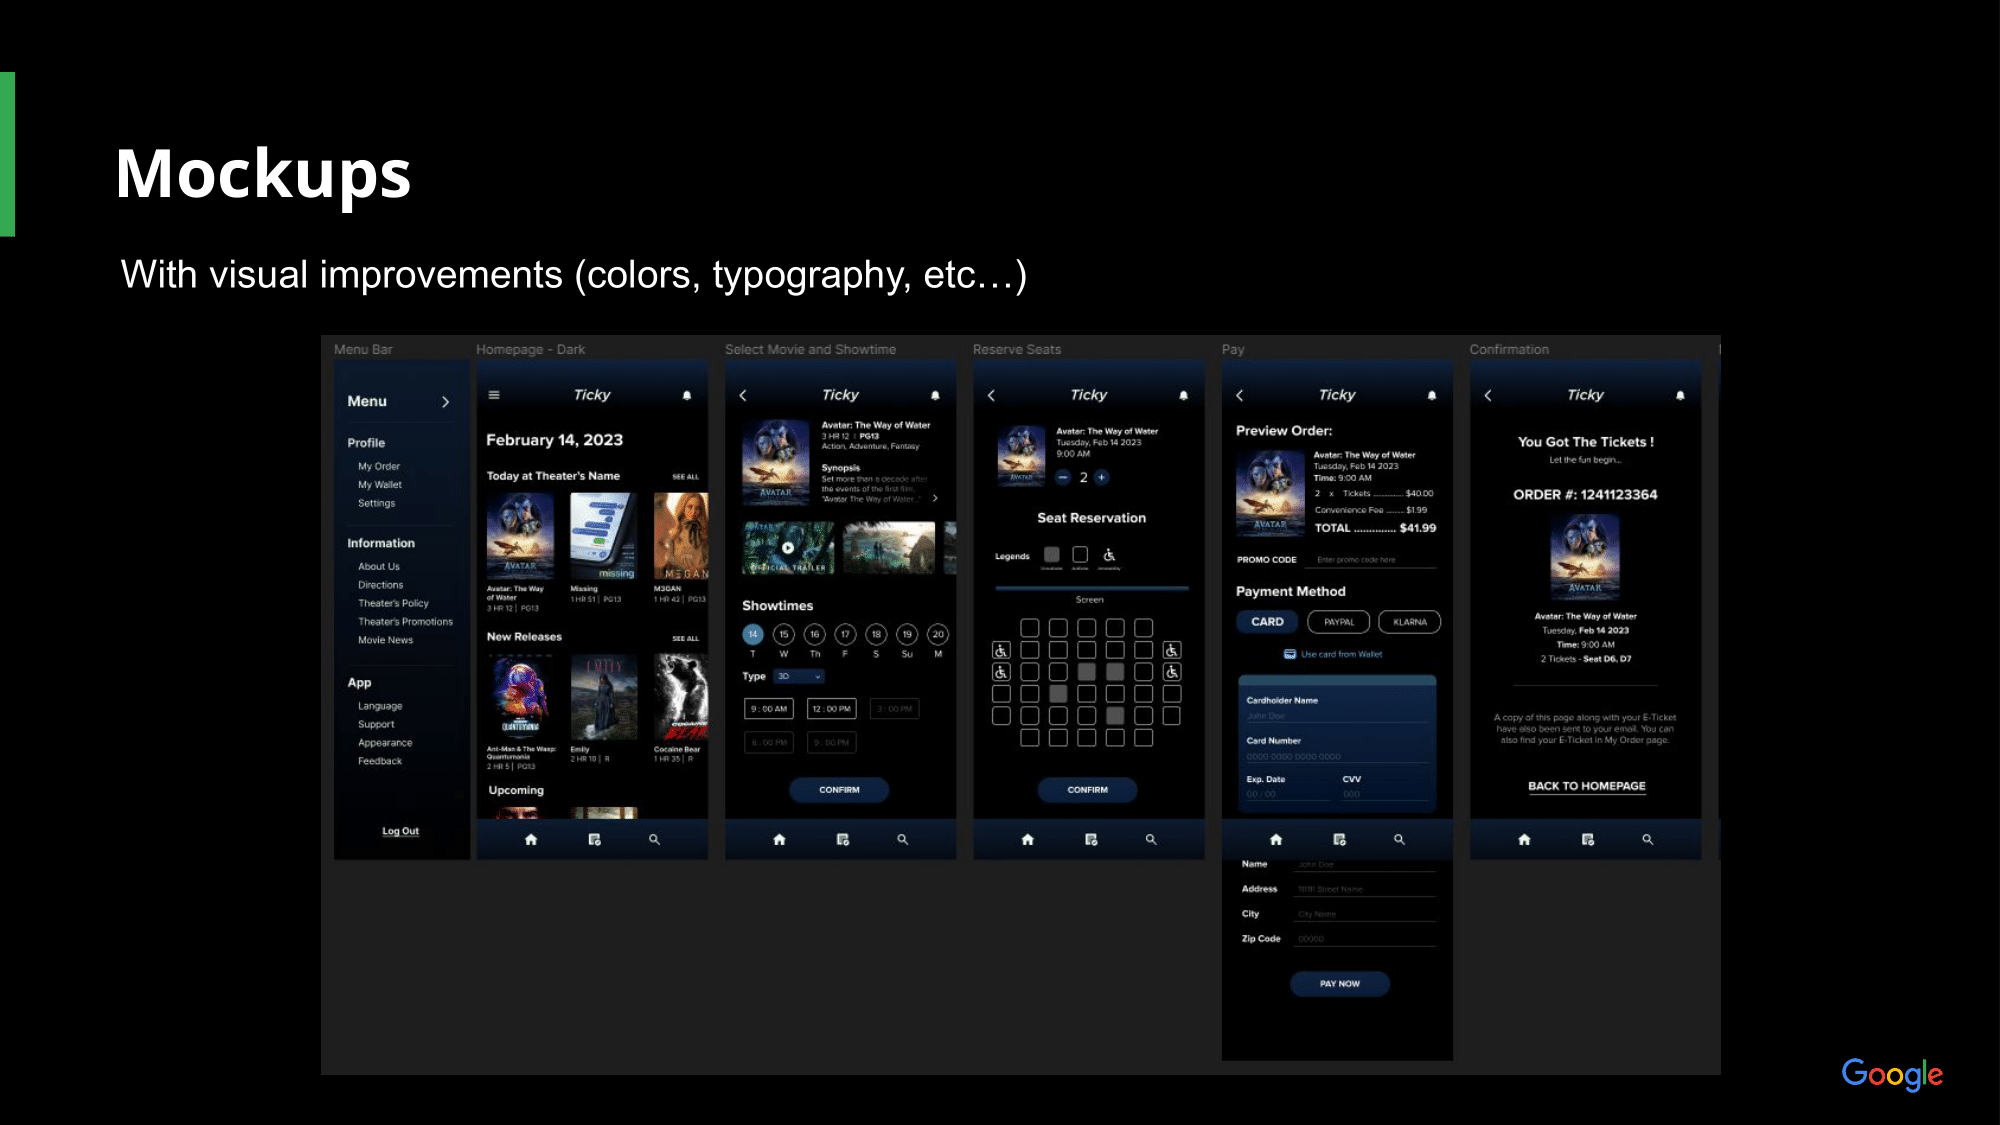 Mockups
With visual improvements (colors, typography, etc…)
Menu Bar
Menu
Profile
My Order
My Wallet
Settings
Information
About Us
Directions
Theater's Policy
Theater's Promotions
Movie News
App
Language
Support
Appearance
Feedback
Log Out
Homepage - Dark
Ticky
February 14, 2023
Today at Theater's Name
SEE ALL
AVATAR
missing
M3GAN
Avatar: The Way
of Water
3 HR 12 | PG13
Missing
1 HR 51 | PG13
M3GAN
1 HR 42 | PG13
New Releases
SEE ALL
QUANTUMANIA
EMILY
COCAINE
BEAR
Ant-Man & The Wasp:
Quantumania
2 HR 5 | PG13
Emily
2 HR 10 | R
Cocaine Bear
1 HR 35 | R
Upcoming
Select Movie and Showtime
Ticky
AVATAR
Avatar: The Way of Water
3 HR 12 | PG13
Action, Adventure, Fantasy
Synopsis
Set more than a decade after
the events of the first film,
"Avatar The Way of Water..."
OFFICIAL TRAILER
Showtimes
14 15 16 17 18 19 20
T W Th F S Su M
Type 3D
9 : 00 AM 12 : 00 PM 3 : 00 PM
6 : 00 PM 9 : 00 PM
CONFIRM
Reserve Seats
Ticky
AVATAR
Avatar: The Way of Water
Tuesday, Feb 14 2023
9:00 AM
2
Seat Reservation
Legends
Screen
CONFIRM
Pay
Ticky
Preview Order:
AVATAR
Avatar: The Way of Water
Tuesday, Feb 14 2023
Time: 9:00 AM
2 x Tickets ............. $40.00
Convenience Fee ........ $1.99
TOTAL .............. $41.99
PROMO CODE Enter promo code here
Payment Method
CARD PAYPAL KLARNA
Use card from Wallet
Cardholder Name
John Doe
Card Number
0000 0000 0000 0000
Exp. Date CVV
00 / 00 000
Name John Doe
Address 11111 Street Name
City City Name
Zip Code 00000
PAY NOW
Confirmation
Ticky
You Got The Tickets !
Let the fun begin...
ORDER #: 1241123364
AVATAR
Avatar: The Way of Water
Tuesday, Feb 14 2023
Time: 9:00 AM
2 Tickets - Seat D6, D7
A copy of this page along with your E-Ticket
have also been sent to your email. You can
also find your E-Ticket in My Order page.
BACK TO HOMEPAGE
Google